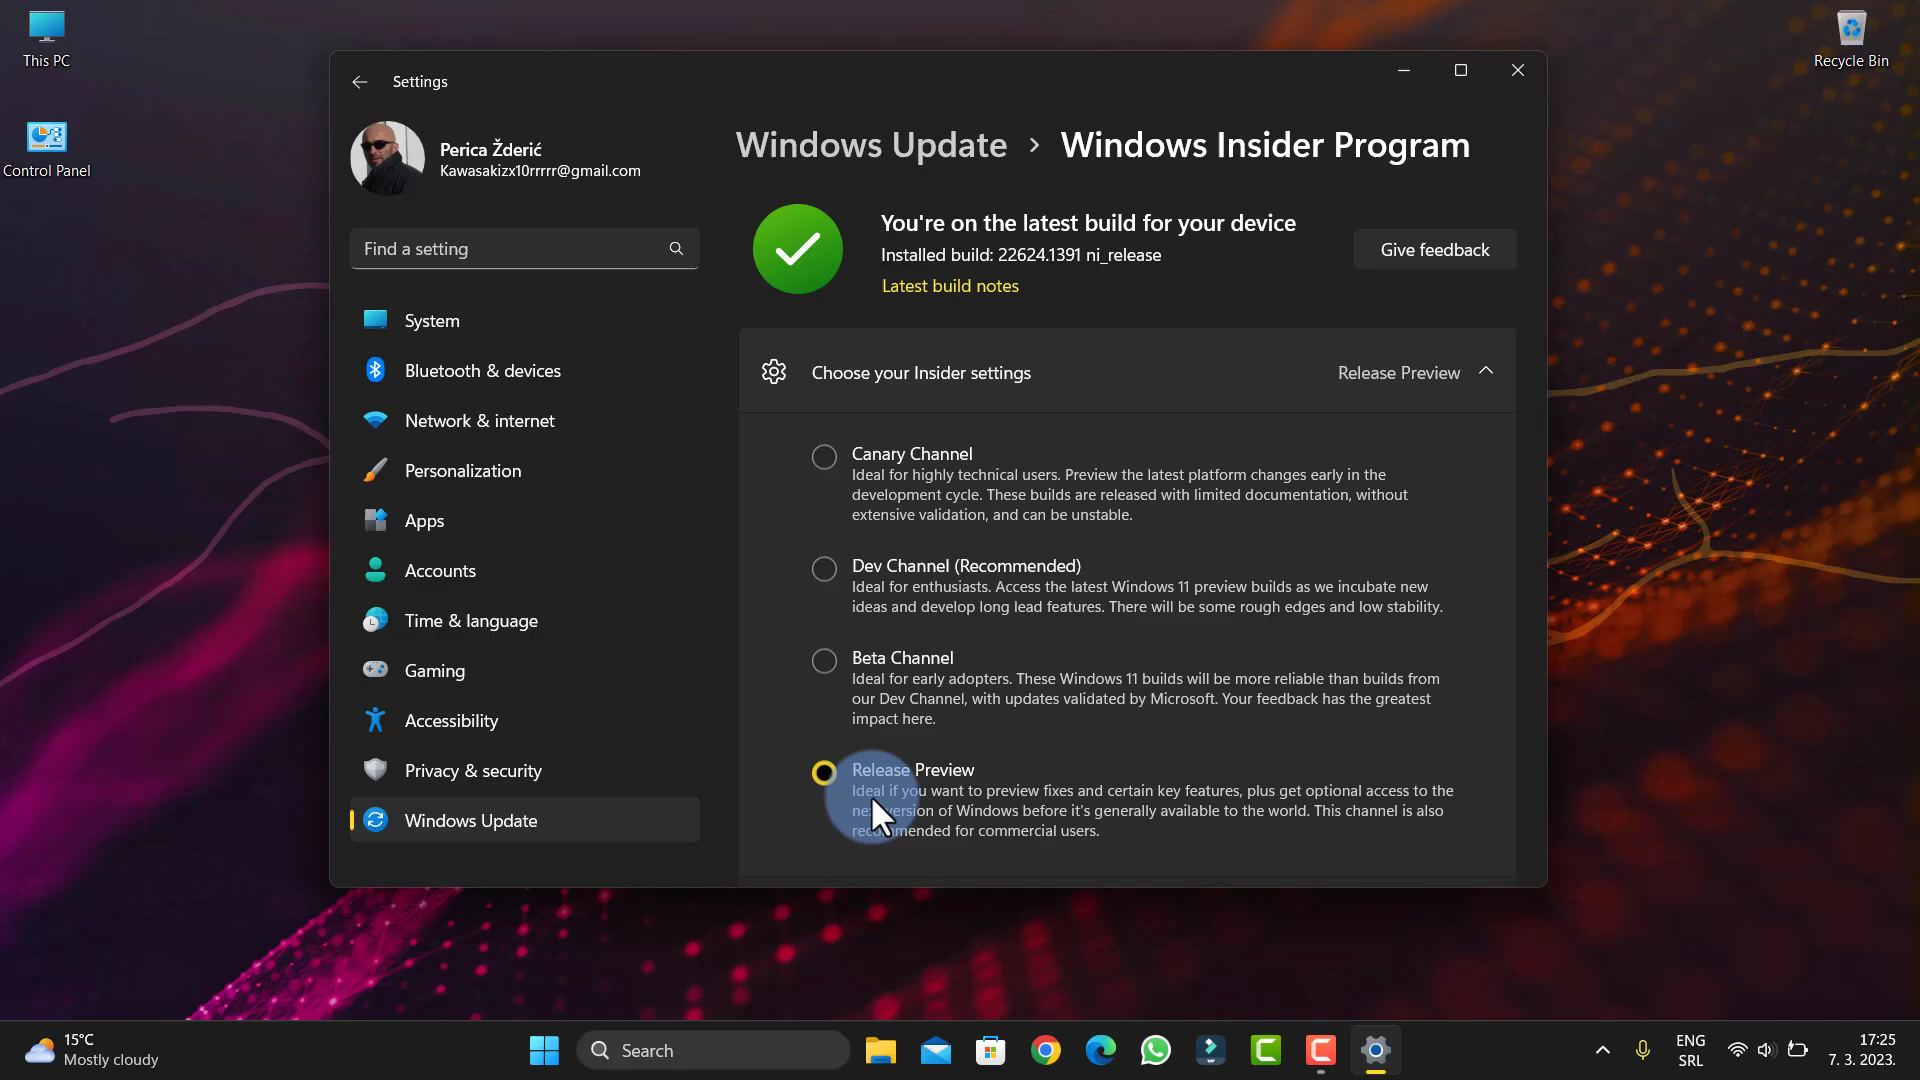 This PC
Control Panel
Recycle Bin
Settings
Perica Žderić
Kawasakizx10rrrrr@gmail.com
Find a setting
System
Bluetooth & devices
Network & internet
Personalization
Apps
Accounts
Time & language
Gaming
Accessibility
Privacy & security
Windows Update
Windows Update › Windows Insider Program
You're on the latest build for your device
Installed build: 22624.1391 ni_release
Latest build notes
Give feedback
Choose your Insider settings
Release Preview
Canary Channel
Ideal for highly technical users. Preview the latest platform changes early in the
development cycle. These builds are released with limited documentation, without
extensive validation, and can be unstable.
Dev Channel (Recommended)
Ideal for enthusiasts. Access the latest Windows 11 preview builds as we incubate new
ideas and develop long lead features. There will be some rough edges and low stability.
Beta Channel
Ideal for early adopters. These Windows 11 builds will be more reliable than builds from
our Dev Channel, with updates validated by Microsoft. Your feedback has the greatest
impact here.
Release Preview
Ideal if you want to preview fixes and certain key features, plus get optional access to the
next version of Windows before it's generally available to the world. This channel is also
recommended for commercial users.
15°C
Mostly cloudy
Search
ENG
SRL
17:25
7. 3. 2023.